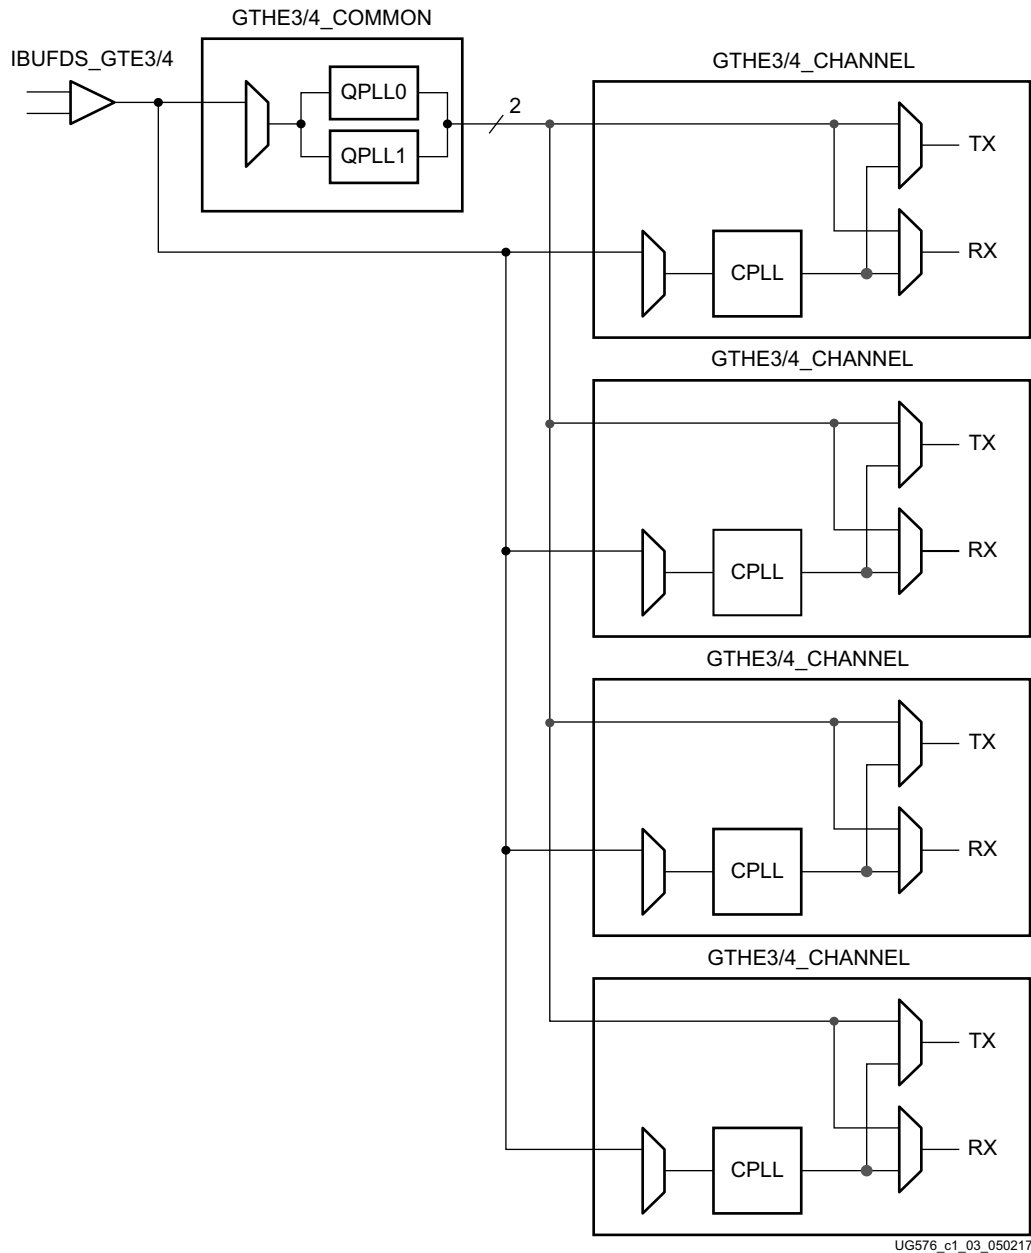 GTHE3/4_COMMON
IBUFDS_GTE3/4
QPLL0
QPLL1
2
GTHE3/4_CHANNEL
TX
RX
CPLL
GTHE3/4_CHANNEL
TX
RX
CPLL
GTHE3/4_CHANNEL
TX
RX
CPLL
GTHE3/4_CHANNEL
TX
RX
CPLL
UG576_c1_03_050217